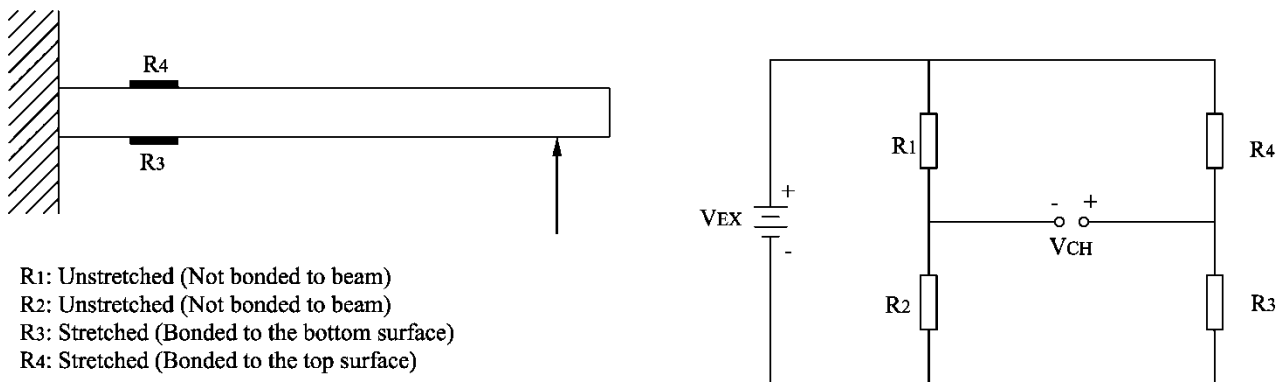 R4
R3
R1: Unstretched (Not bonded to beam)
R2: Unstretched (Not bonded to beam)
R3: Stretched (Bonded to the bottom surface)
R4: Stretched (Bonded to the top surface)
R1
R4
- +
VCH
+
VEX
-
R2
R3